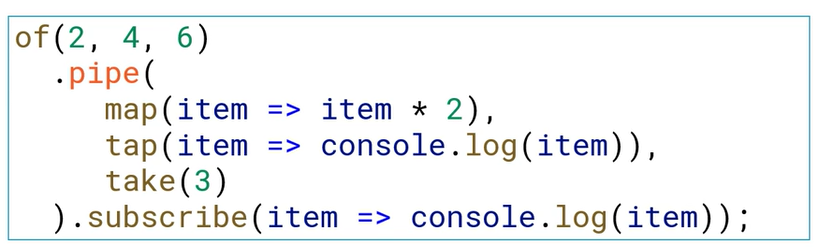 of(2, 4, 6)
  .pipe(
     map(item => item * 2),
     tap(item => console.log(item)),
     take(3)
  ).subscribe(item => console.log(item));